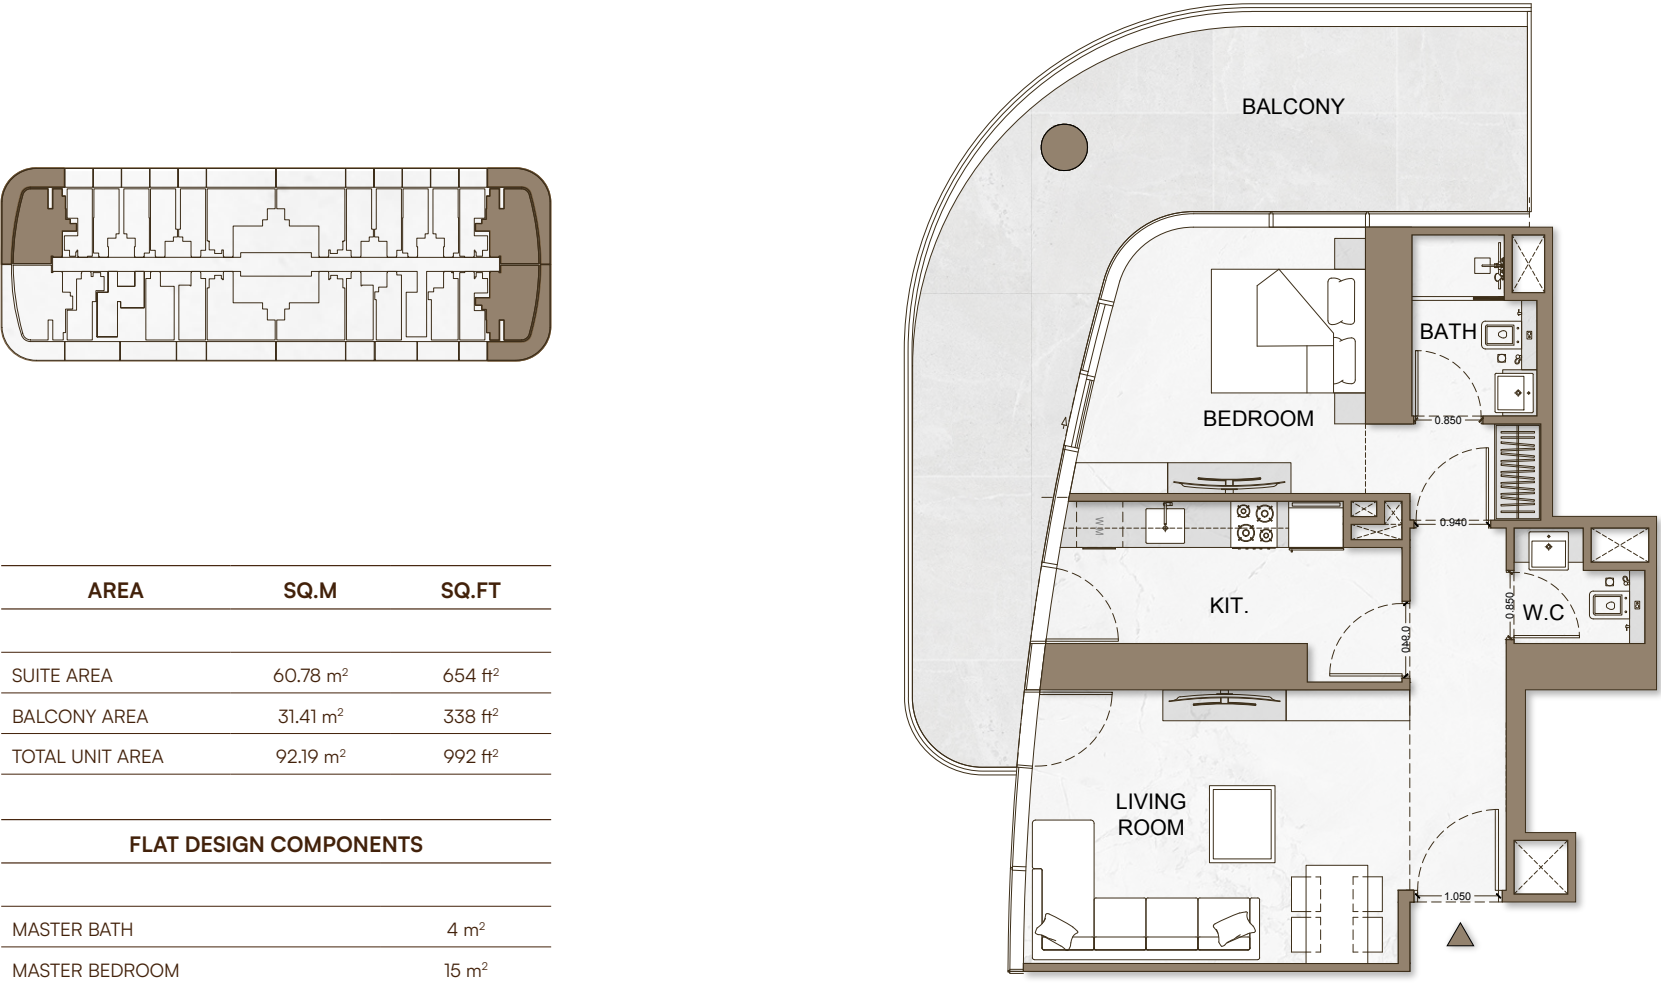 AREA SQ.M SQ.FT
SUITE AREA 60.78 m² 654 ft²
BALCONY AREA 31.41 m² 338 ft²
TOTAL UNIT AREA 92.19 m² 992 ft²
FLAT DESIGN COMPONENTS
MASTER BATH 4 m²
MASTER BEDROOM 15 m²
BALCONY
BATH
0.850
BEDROOM
0.940
WM
KIT.
0.940
0.850
W.C
LIVING
ROOM
1.050